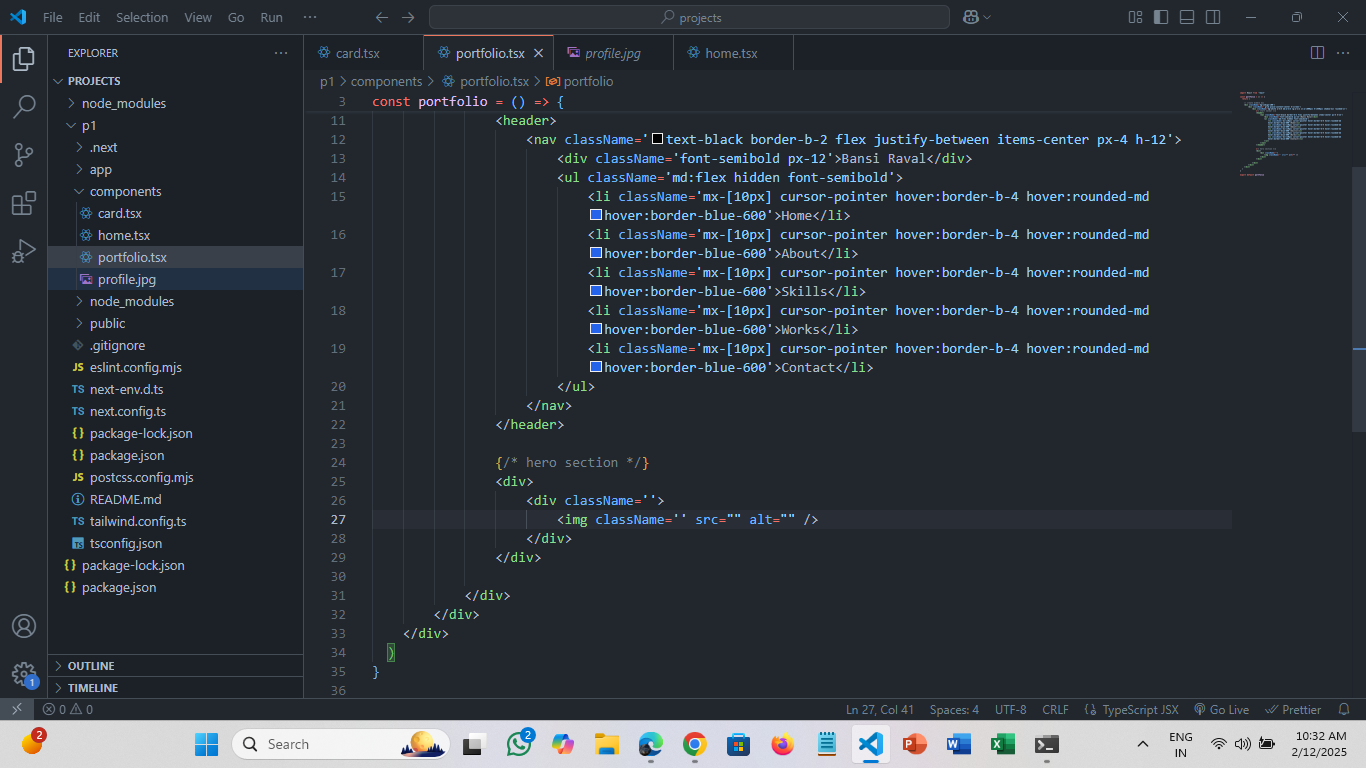 File Edit Selection View Go Run ··· projects
EXPLORER ···
PROJECTS
node_modules
p1
.next
app
components
card.tsx
home.tsx
portfolio.tsx
profile.jpg
node_modules
public
.gitignore
JS eslint.config.mjs
TS next-env.d.ts
TS next.config.ts
{} package-lock.json
{} package.json
JS postcss.config.mjs
README.md
TS tailwind.config.ts
TS tsconfig.json
{} package-lock.json
{} package.json
OUTLINE
TIMELINE
1
card.tsx portfolio.tsx profile.jpg home.tsx
p1 > components > portfolio.tsx > portfolio
3 const portfolio = () => {
11 <header>
12 <nav className='text-black border-b-2 flex justify-between items-center px-4 h-12'>
13 <div className='font-semibold px-12'>Bansi Raval</div>
14 <ul className='md:flex hidden font-semibold'>
15 <li className='mx-[10px] cursor-pointer hover:border-b-4 hover:rounded-md
hover:border-blue-600'>Home</li>
16 <li className='mx-[10px] cursor-pointer hover:border-b-4 hover:rounded-md
hover:border-blue-600'>About</li>
17 <li className='mx-[10px] cursor-pointer hover:border-b-4 hover:rounded-md
hover:border-blue-600'>Skills</li>
18 <li className='mx-[10px] cursor-pointer hover:border-b-4 hover:rounded-md
hover:border-blue-600'>Works</li>
19 <li className='mx-[10px] cursor-pointer hover:border-b-4 hover:rounded-md
hover:border-blue-600'>Contact</li>
20 </ul>
21 </nav>
22 </header>
23
24 {/* hero section */}
25 <div>
26 <div className=''>
27 <img className='' src="" alt="" />
28 </div>
29 </div>
30
31 </div>
32 </div>
33 </div>
34 )
35 }
36
0 0 Ln 27, Col 41 Spaces: 4 UTF-8 CRLF {} TypeScript JSX Go Live Prettier
2 Search 2 ENG 10:32 AM
IN 2/12/2025